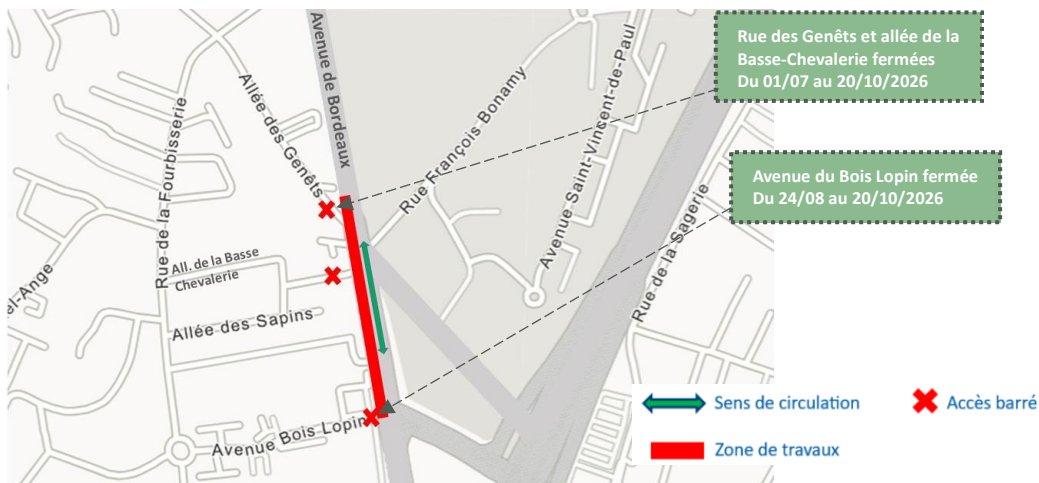 Rue des Genêts et allée de la
Basse-Chevalerie fermées
Du 01/07 au 20/10/2026
Avenue du Bois Lopin fermée
Du 24/08 au 20/10/2026
Avenue de Bordeaux
Allée des Genêts
Rue de la Fourbisserie
Rue François Bonamy
Avenue Saint-Vincent-de-Paul
Rue de la Sagerie
All. de la Basse
Chevalerie
el-Ange
Allée des Sapins
Avenue Bois Lopin
Sens de circulation
Accès barré
Zone de travaux